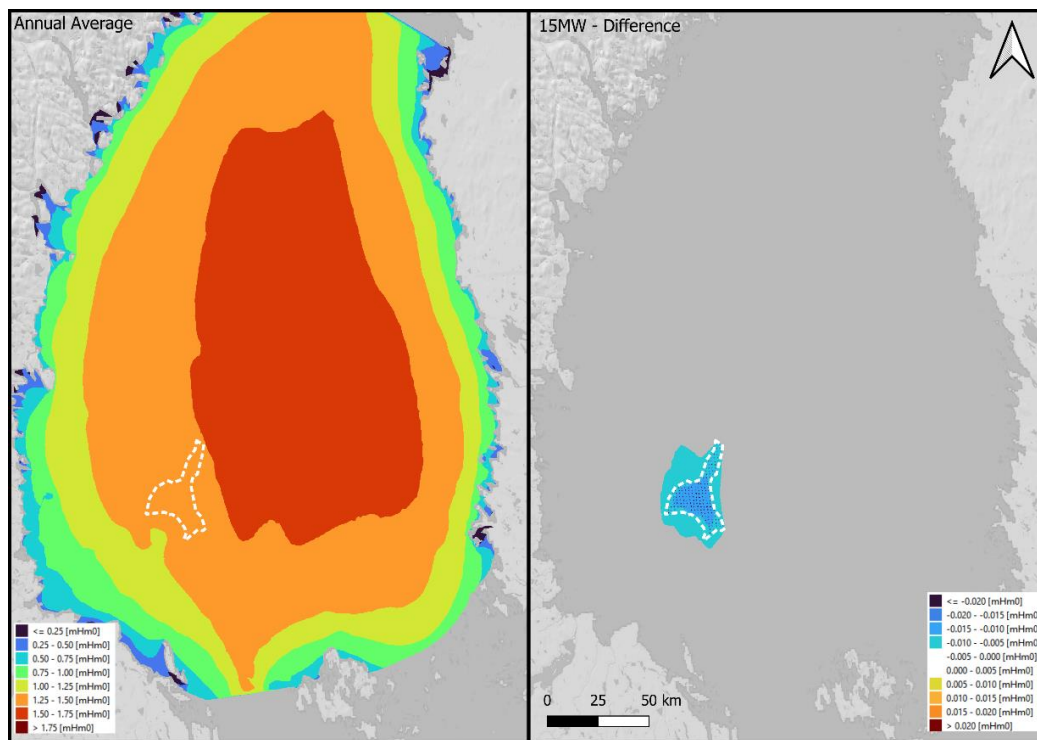 Annual Average
<= 0.25 [mHm0]
0.25 - 0.50 [mHm0]
0.50 - 0.75 [mHm0]
0.75 - 1.00 [mHm0]
1.00 - 1.25 [mHm0]
1.25 - 1.50 [mHm0]
1.50 - 1.75 [mHm0]
> 1.75 [mHm0]
15MW - Difference
0 25 50 km
<= -0.020 [mHm0]
-0.020 - -0.015 [mHm0]
-0.015 - -0.010 [mHm0]
-0.010 - -0.005 [mHm0]
-0.005 - 0.000 [mHm0]
0.000 - 0.005 [mHm0]
0.005 - 0.010 [mHm0]
0.010 - 0.015 [mHm0]
0.015 - 0.020 [mHm0]
> 0.020 [mHm0]